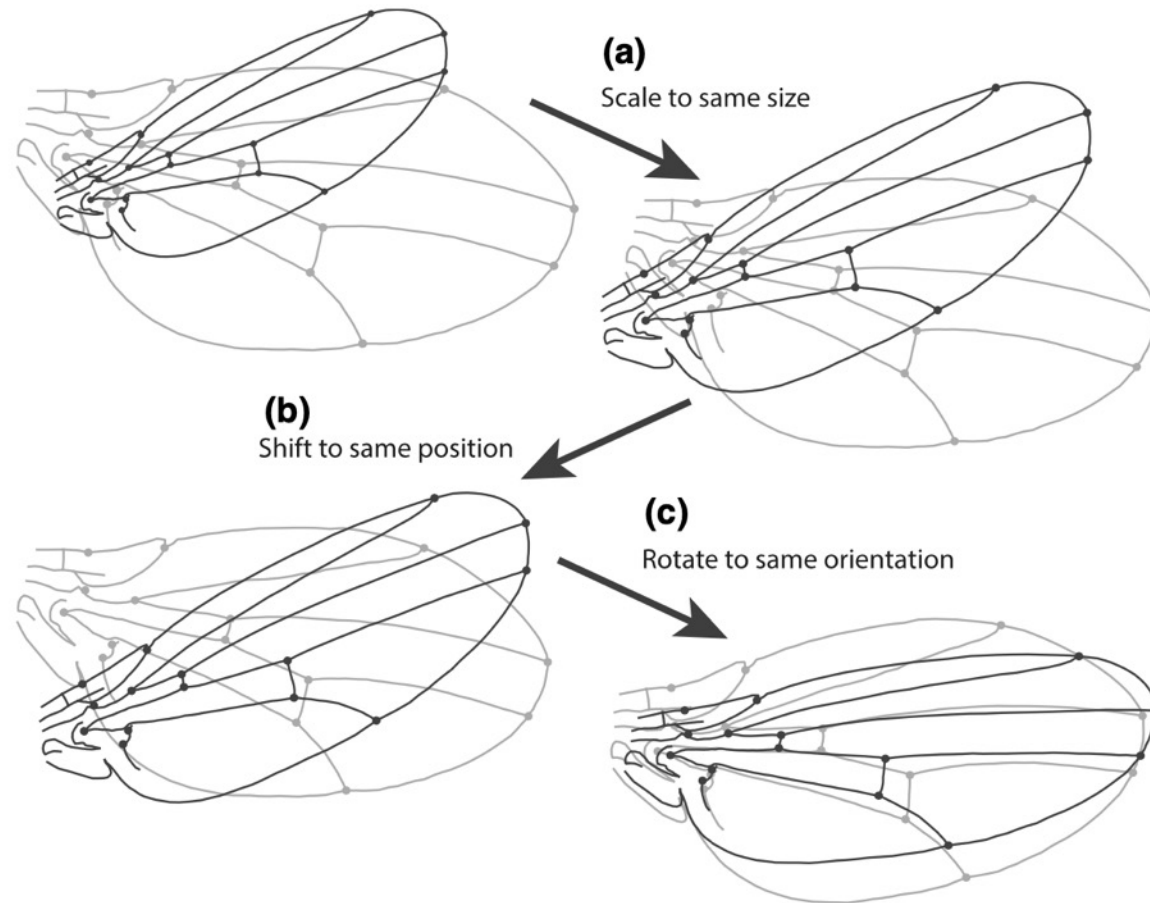 (a)
Scale to same size
(b)
Shift to same position
(c)
Rotate to same orientation